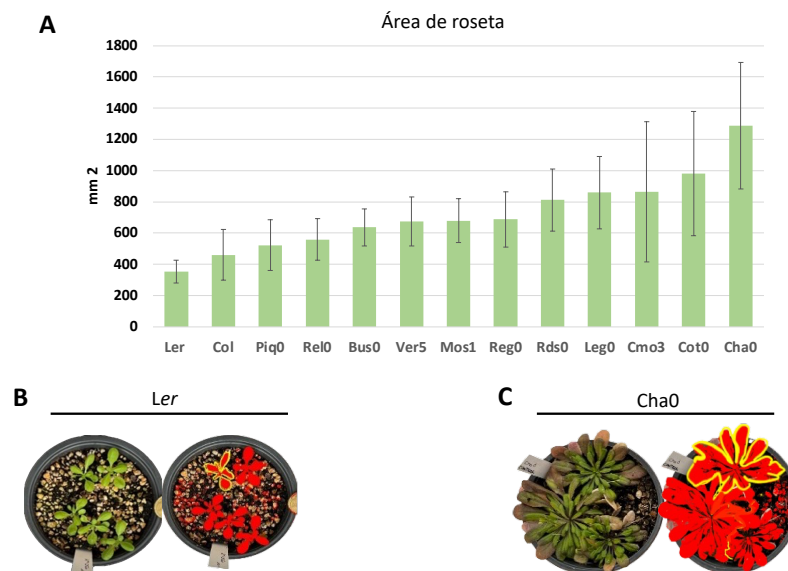 A
Área de roseta
1800
1600
1400
1200
1000
800
600
400
200
0
mm 2
Ler Col Piq0 Rel0 Bus0 Ver5 Mos1 Reg0 Rds0 Leg0 Cmo3 Cot0 Cha0
B
Ler
C
Cha0